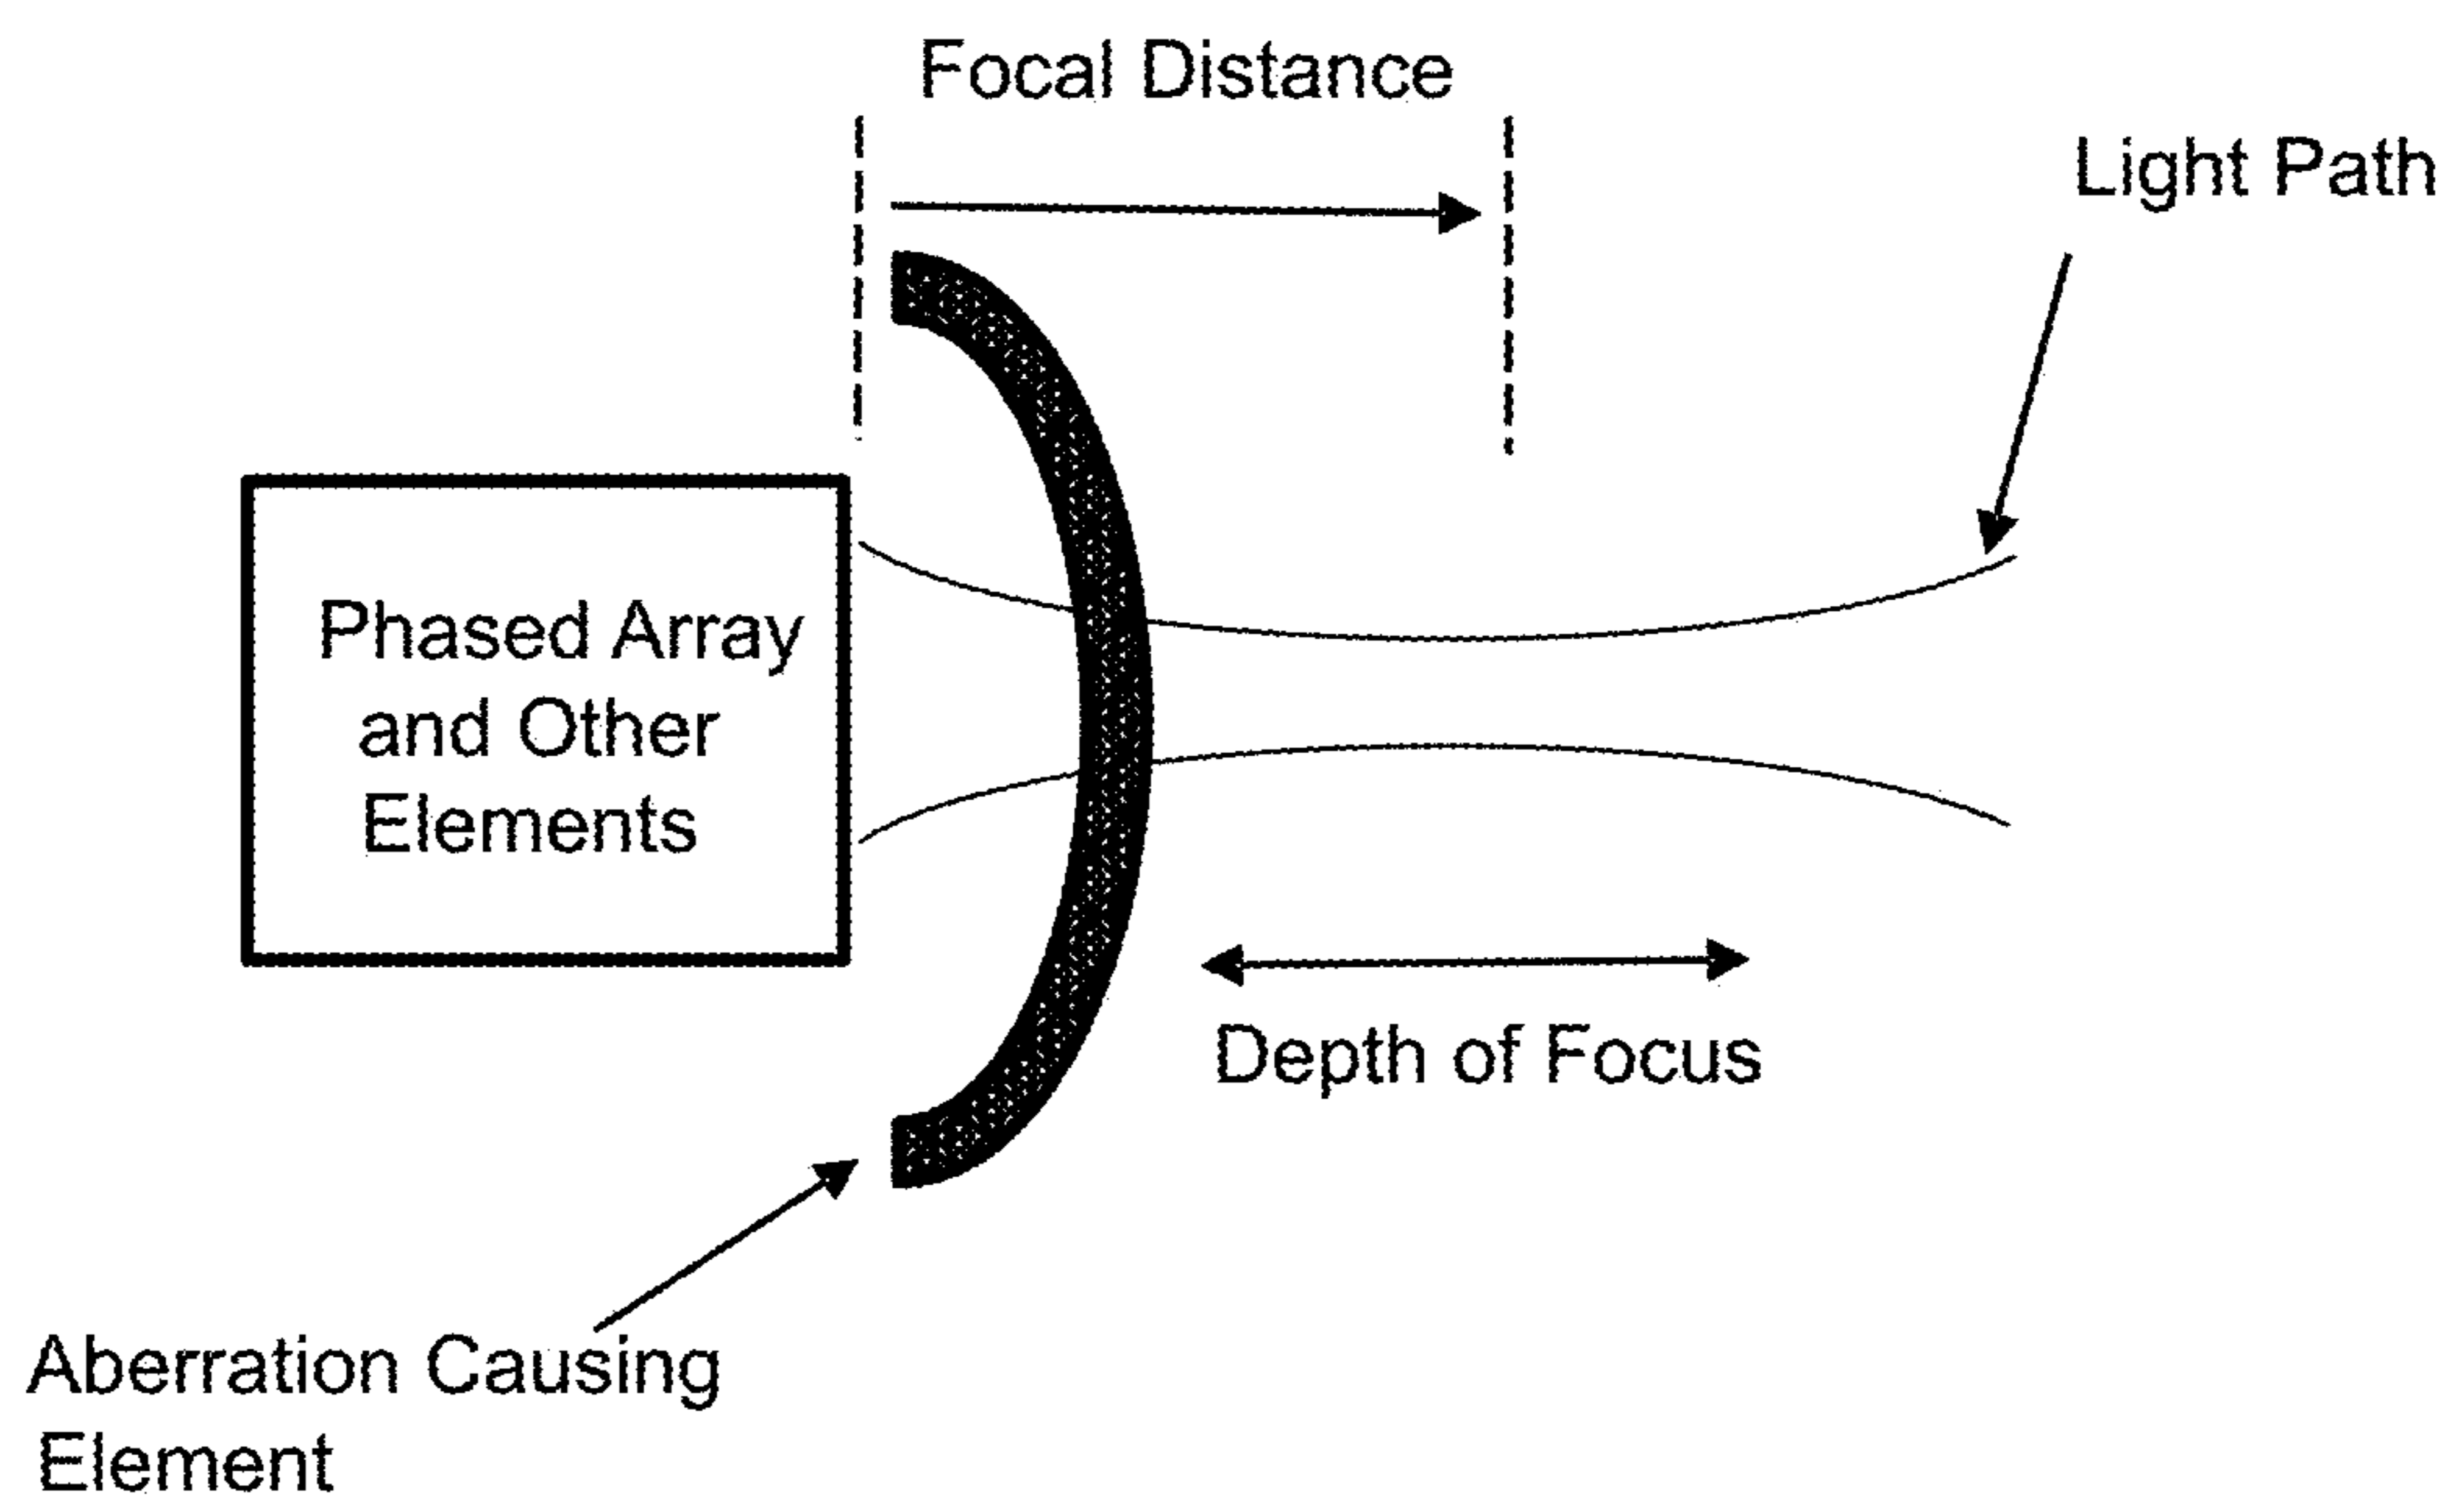 Focal Distance
Light Path
Phased Array
and Other
Elements
Depth of Focus
Aberration Causing
Element